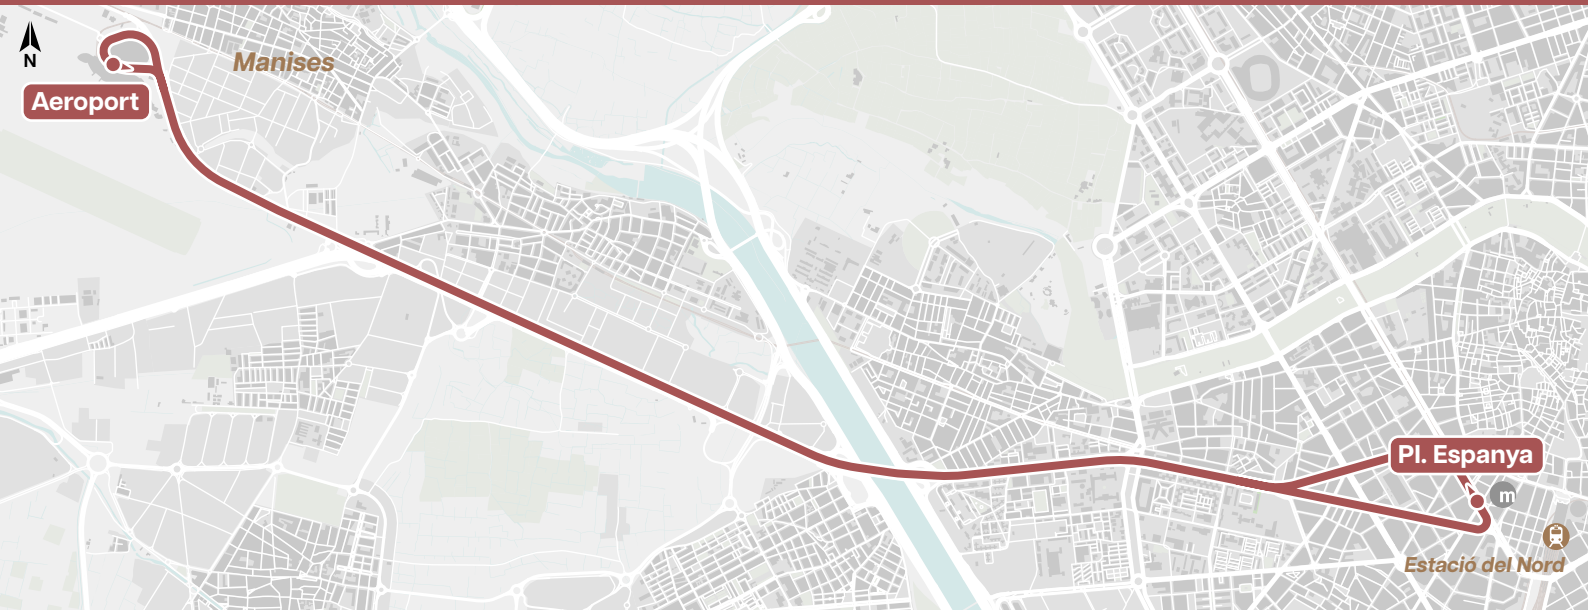 N
Manises
Aeroport
Pl. Espanya
m
Estació del Nord